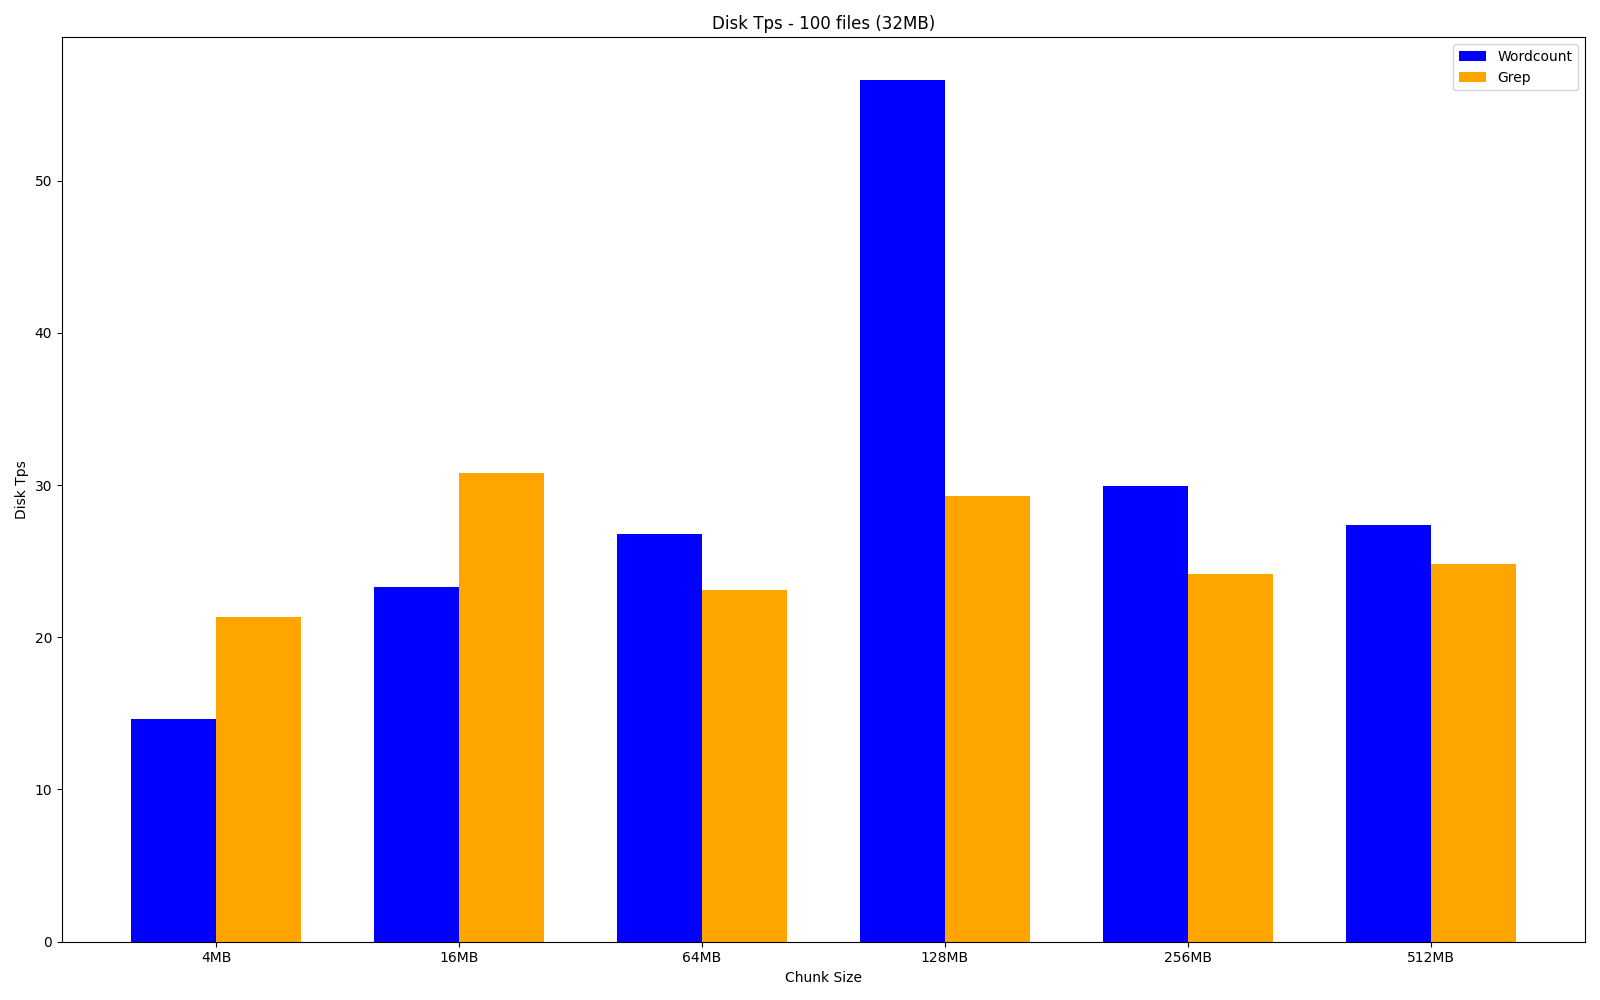 Disk Tps - 100 files (32MB)
Wordcount
Grep
Disk Tps
50
40
30
20
10
0
4MB
16MB
64MB
128MB
256MB
512MB
Chunk Size